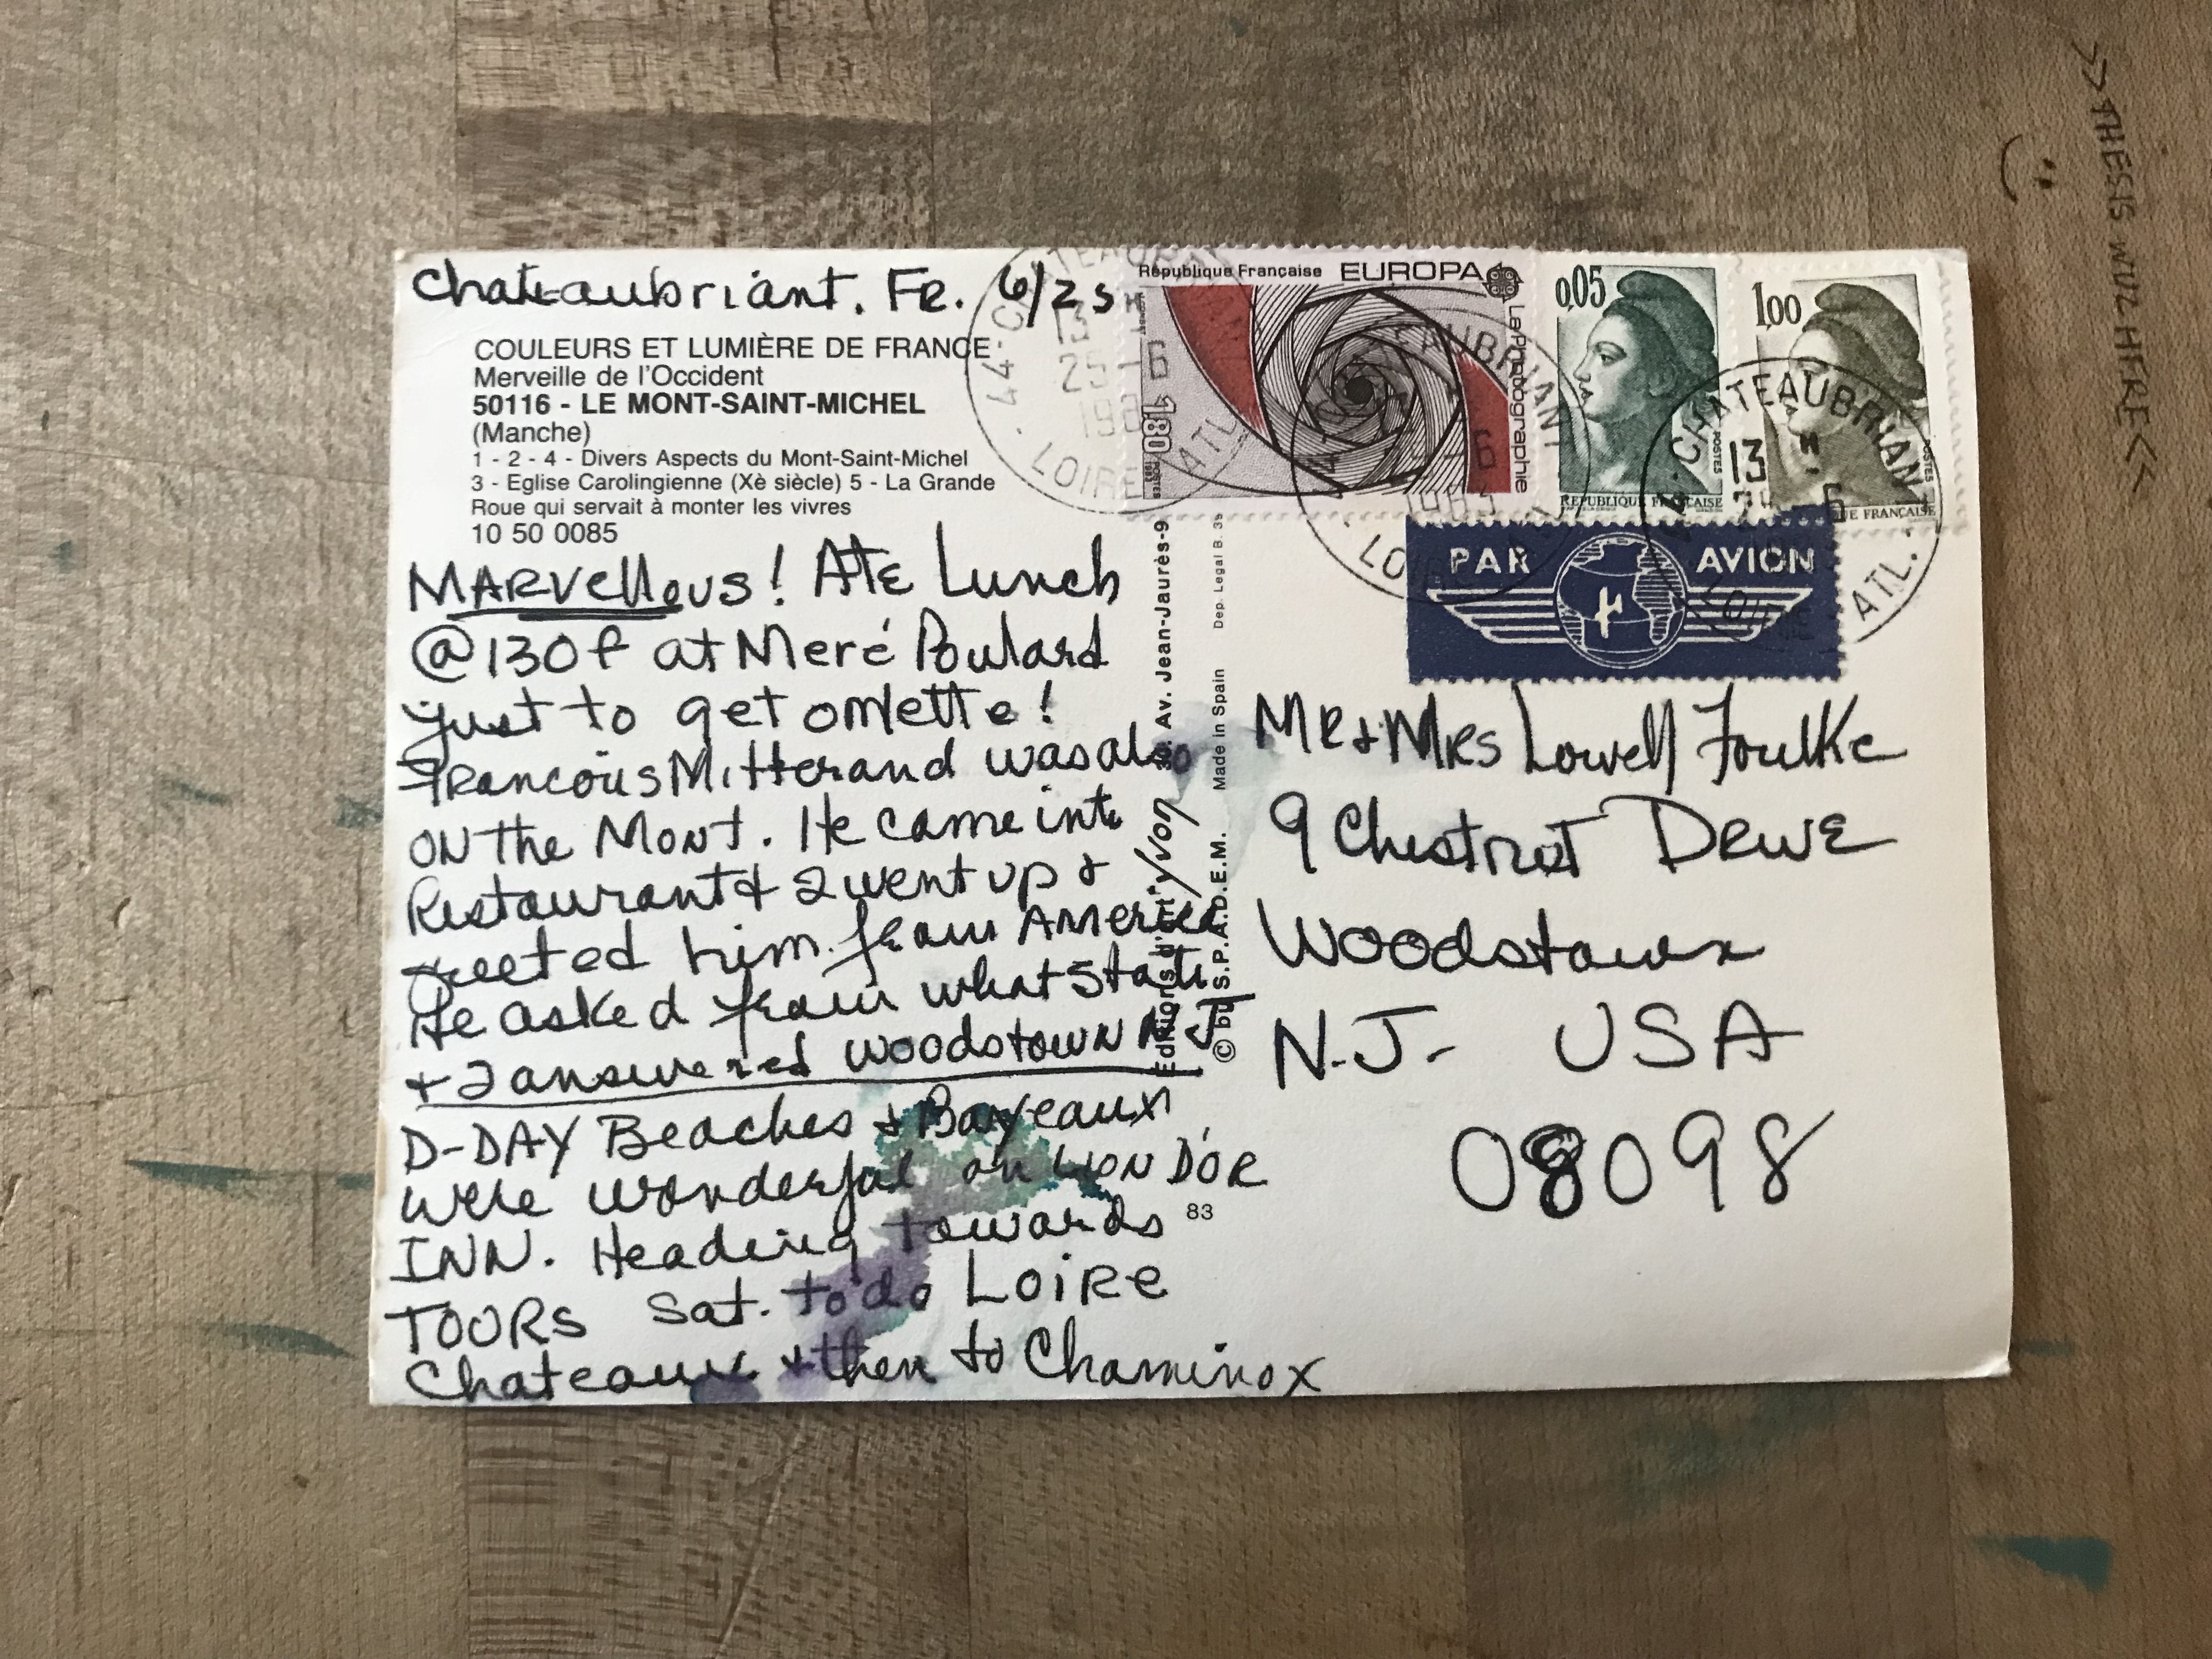 Chateaubriant. Fr. 6/25
COULEURS ET LUMIÈRE DE FRANCE
Merveille de l'Occident
50116 - LE MONT-SAINT-MICHEL
(Manche)
1 - 2 - 4 - Divers Aspects du Mont-Saint-Michel
3 - Eglise Carolingienne (Xè siècle) 5 - La Grande
Roue qui servait à monter les vivres
10 50 0085
MARVellous! Ate Lunch
@ 130f at Meré Poulard
just to get omlette!
Francois Mitterand was also
on the Mont. He came into
Restaurant & I went up &
greeted him from America
He asked from what State
& I answered Woodstown N.J
D-DAY Beaches & Bayeaux
were wonderful on LION D'OR
INN. Heading towards
TOURS Sat. to do LOIRE
Chateaux & then to Chaminox
83
Editions d'art "yvon" Av. Jean-Jaurès-9
© by S.P.A.D.E.M. Made in Spain Dep. Legal B.
République Française EUROPA
La Photographie
1,80
POSTES
0,05
POSTES
REPUBLIQUE FRANÇAISE
1,00
POSTES
FRANÇAISE
44-CHATEAUBRIANT
13 H
25-6
LOIRE ATL.
AUBRIANT
6
CHATEAUBRIANT
13 H
6
LOIRE ATL.
PAR AVION
MR & MRS Lowell Foulke
9 Chestnut Drive
Woodstown
N.J. USA
08098
>>THESIS WUZ HERE<<